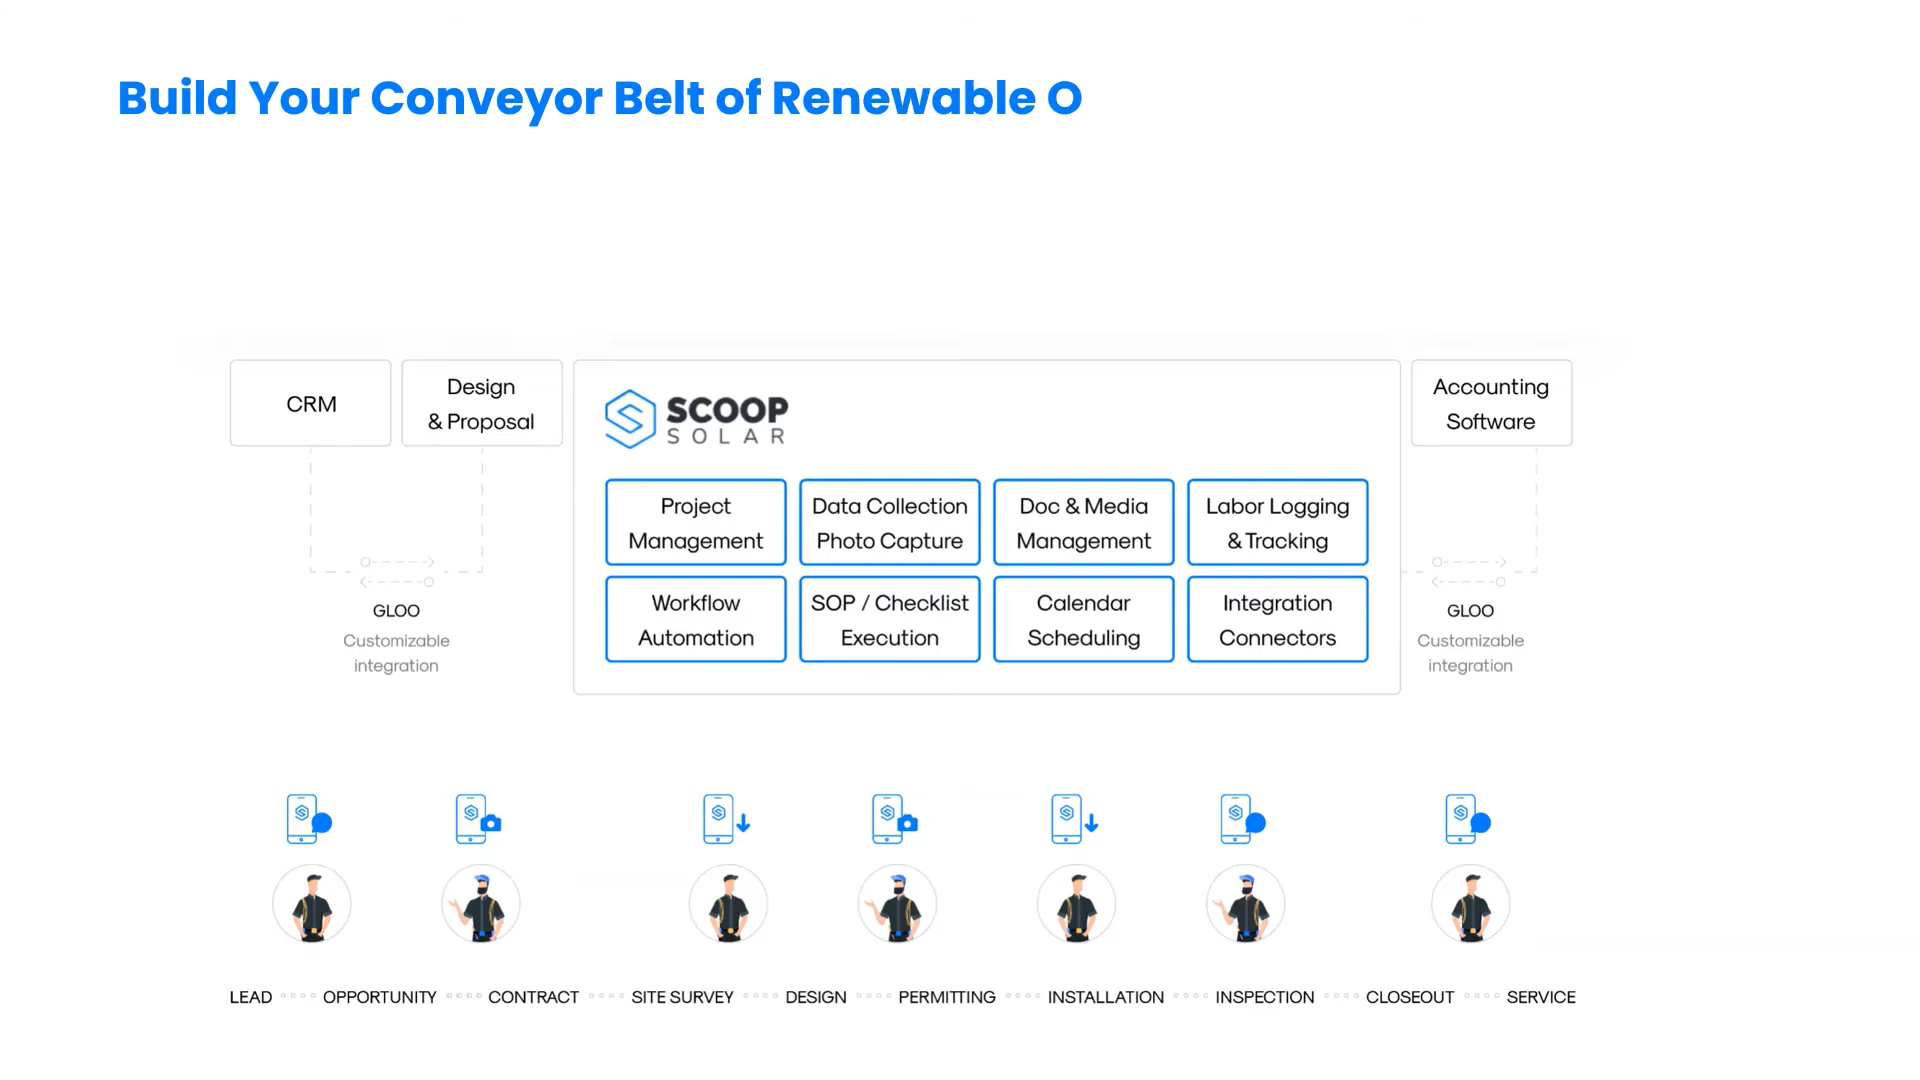 Build Your Conveyor Belt of Renewable O
CRM
Design
& Proposal
SCOOP
SOLAR
Accounting
Software
Project
Management
Data Collection
Photo Capture
Doc & Media
Management
Labor Logging
& Tracking
Workflow
Automation
SOP / Checklist
Execution
Calendar
Scheduling
Integration
Connectors
GLOO
Customizable
integration
GLOO
Customizable
integration
LEAD OPPORTUNITY CONTRACT SITE SURVEY DESIGN PERMITTING INSTALLATION INSPECTION CLOSEOUT SERVICE